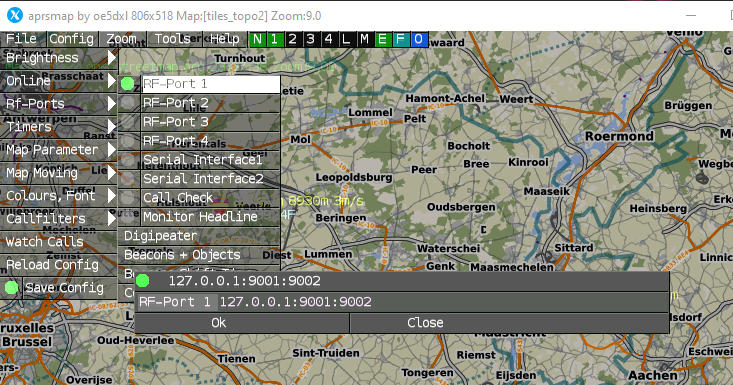 aprsmap by oe5dxl 806x518 Map:[tiles_topo2] Zoom:9.0
File Config Zoom Tools Help N 1 2 3 4 L M E F O
Brightness
Online
Rf-Ports
Timers
Map Parameter
Map Moving
Colours, Font
Callfilters
Watch Calls
Reload Config
Save Config
RF-Port 1
RF-Port 2
RF-Port 3
RF-Port 4
Serial Interface1
Serial Interface2
Call Check
Monitor Headline
Digipeater
Beacons + Objects
127.0.0.1:9001:9002
RF-Port 1 127.0.0.1:9001:9002
Ok Close
Turnhout
Venlo
Hamont-Achel
Weert
Brüggen
Lommel
Pelt
Roermond
Mol
Bocholt
Peer
Bree
Kinrooi
Leopoldsburg
8930m 3m/s
Maaseik
Oudsbergen
Heinsberg
Beringen
Waterschei
Sittard
Diest
Lummen
Genk
Maasmechelen
Brussel
Oud-Heverlee
Tienen
Sint-Truiden
Riemst
Tongeren
Eijsden
Aachen
Overijse